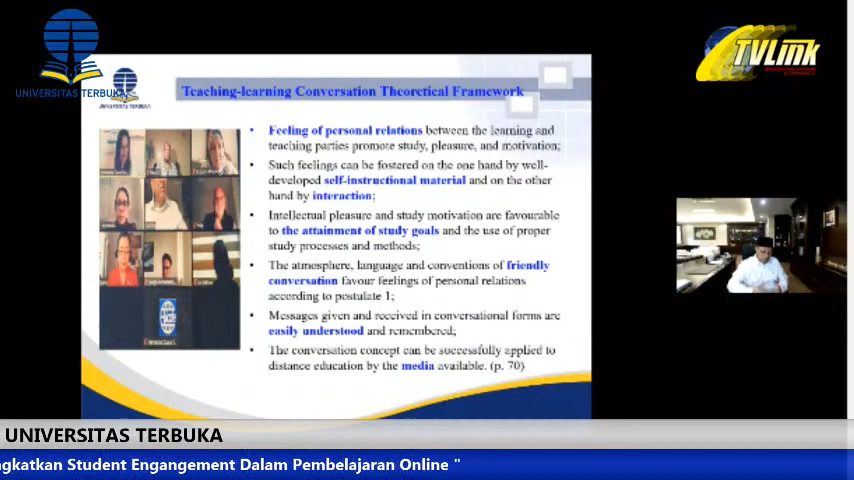 UNIVERSITAS TERBUKA
UNIVERSITAS TERBUKA
TVLink
Teaching-learning Conversation Theoretical Framework
• Feeling of personal relations between the learning and
teaching parties promote study, pleasure, and motivation;
• Such feelings can be fostered on the one hand by well-
developed self-instructional material and on the other
hand by interaction;
• Intellectual pleasure and study motivation are favourable
to the attainment of study goals and the use of proper
study processes and methods;
• The atmosphere, language and conventions of friendly
conversation favour feelings of personal relations
according to postulate 1;
• Messages given and received in conversational forms are
easily understood and remembered;
• The conversation concept can be successfully applied to
distance education by the media available. (p. 70)
UNIVERSITAS TERBUKA
ngkatkan Student Engangement Dalam Pembelajaran Online "